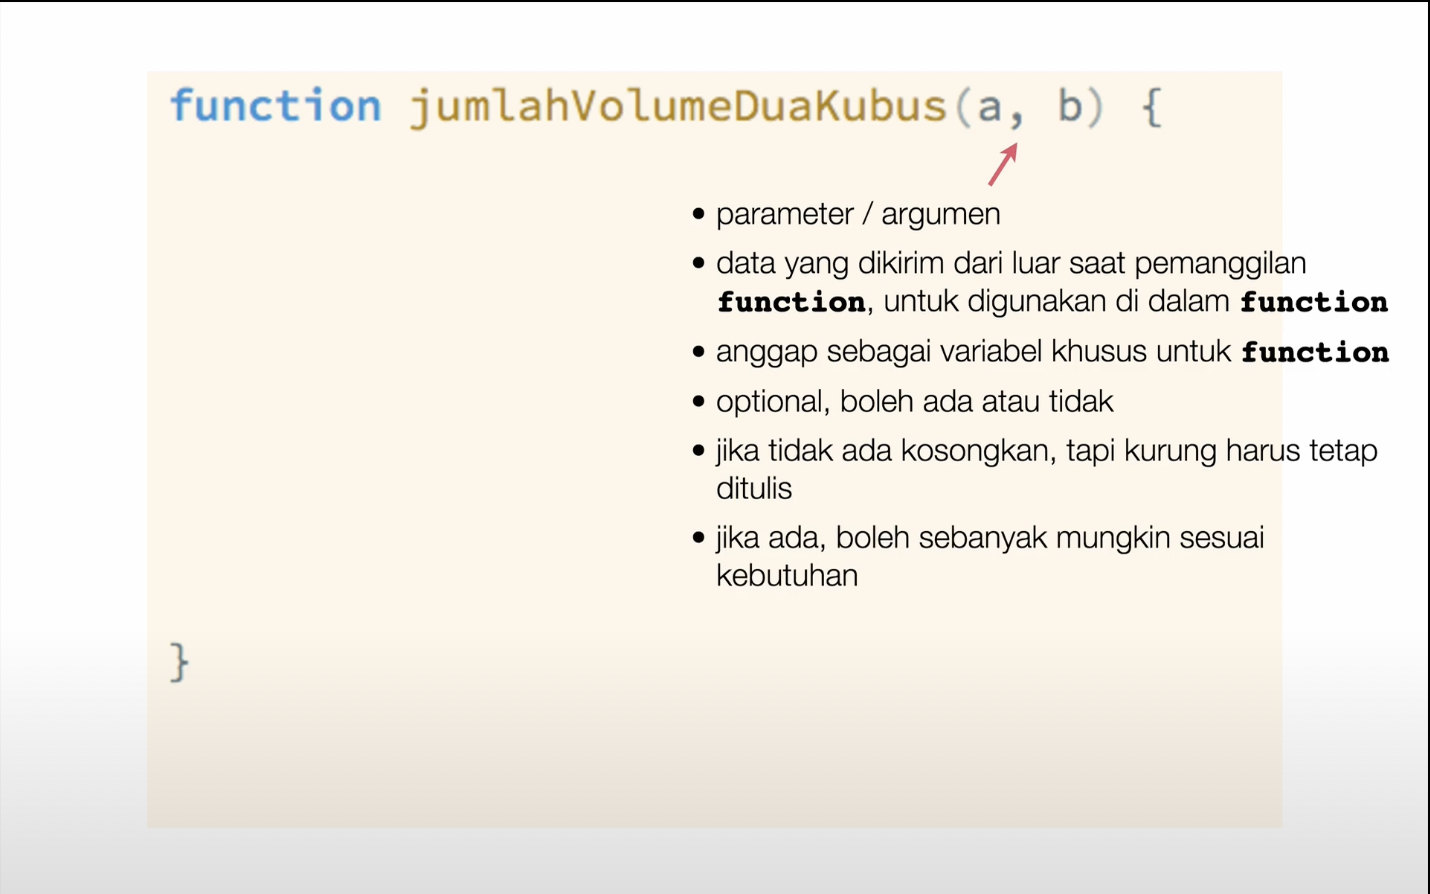 function jumlahVolumeDuaKubus(a, b) {
• parameter / argumen
• data yang dikirim dari luar saat pemanggilan
function, untuk digunakan di dalam function
• anggap sebagai variabel khusus untuk function
• optional, boleh ada atau tidak
• jika tidak ada kosongkan, tapi kurung harus tetap
ditulis
• jika ada, boleh sebanyak mungkin sesuai
kebutuhan
}